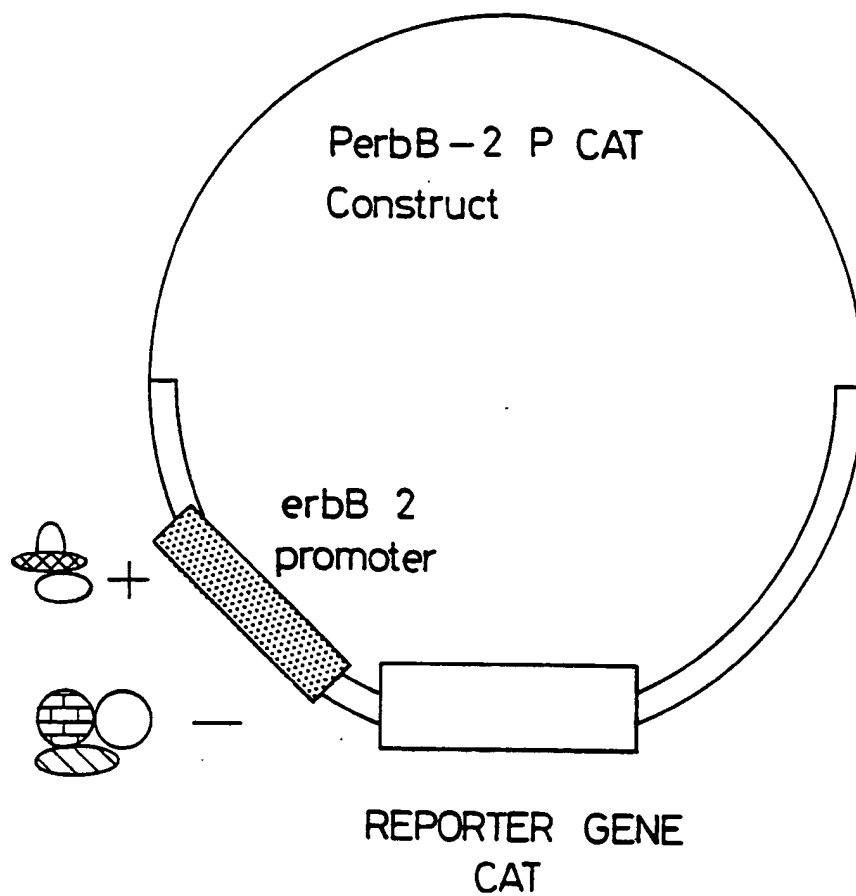 PerbB-2 P CAT
Construct
erbB 2
promoter
+
−
REPORTER GENE
CAT